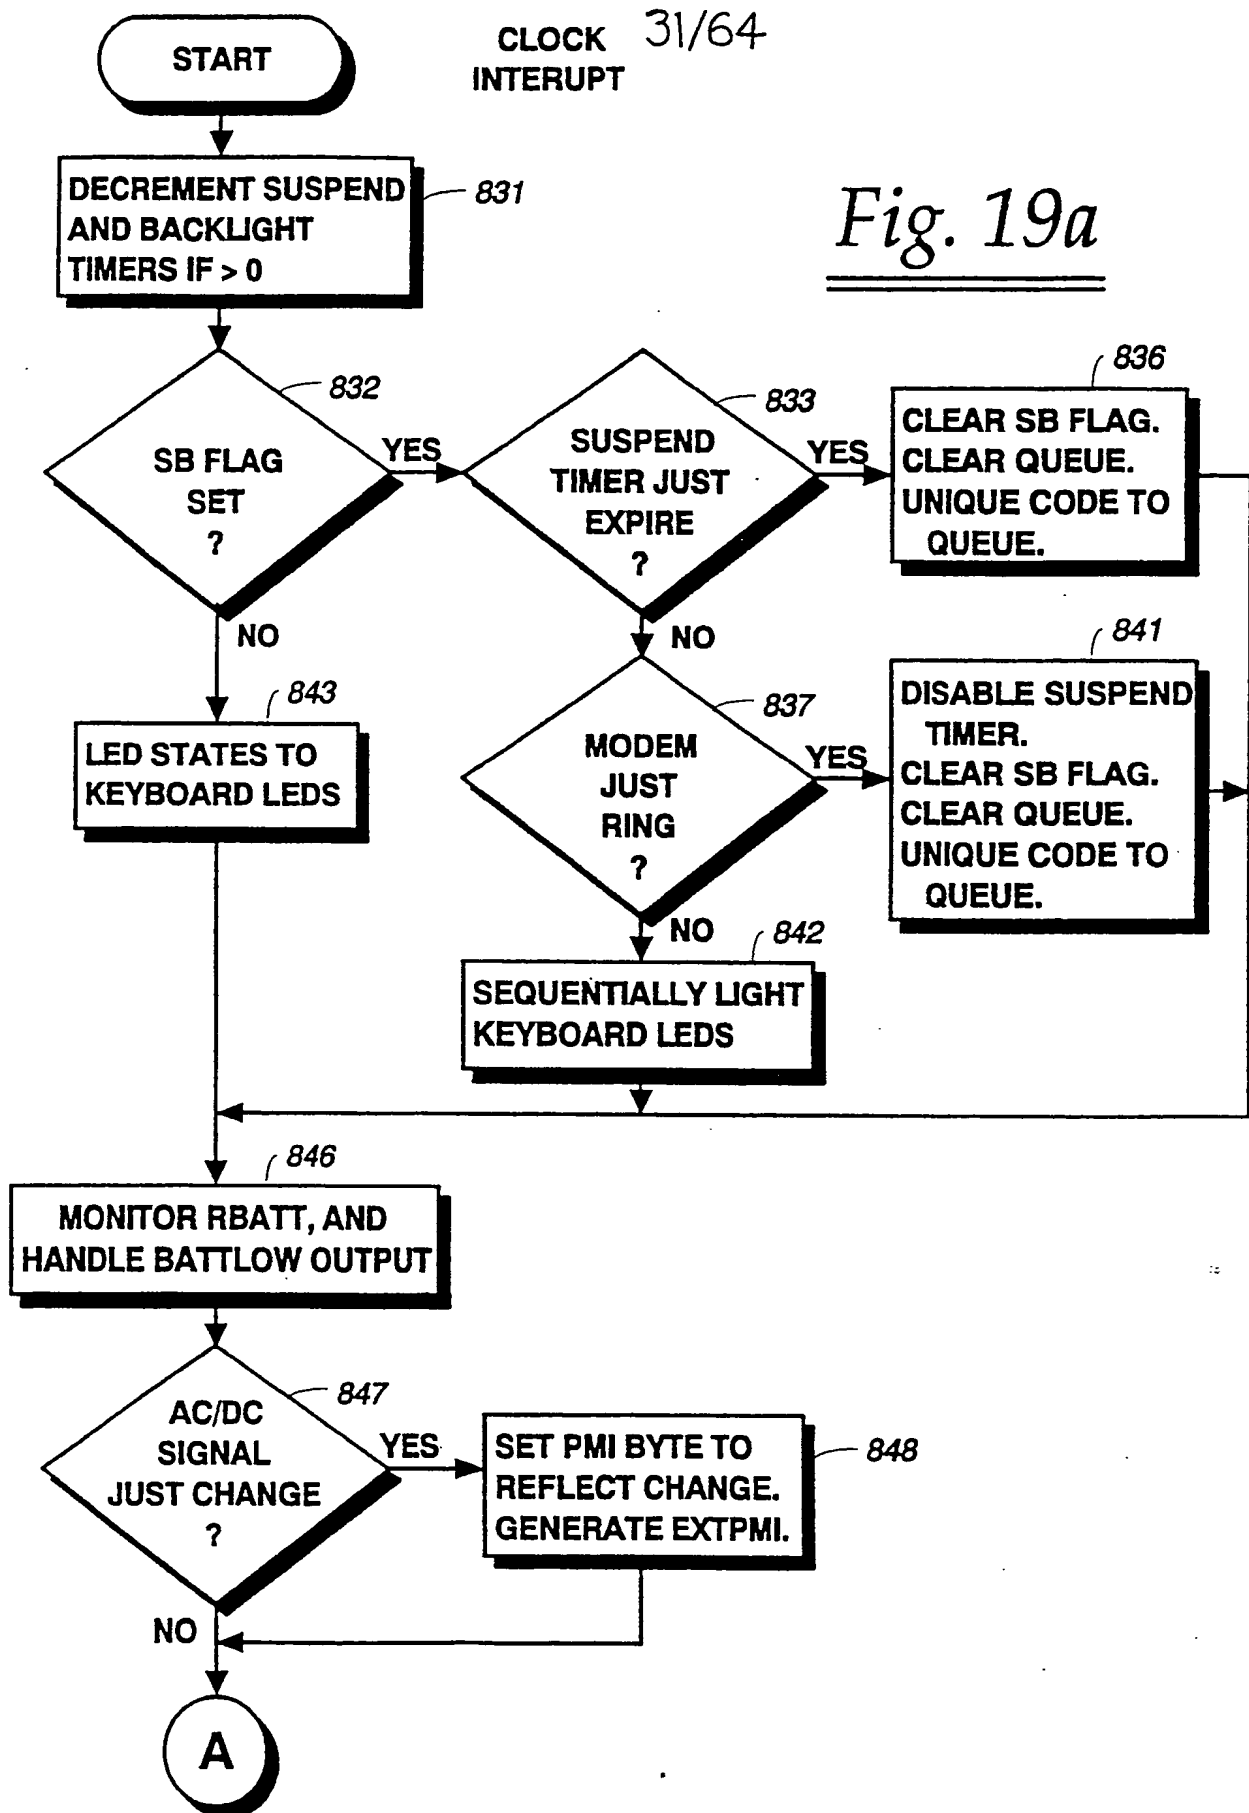 START
CLOCK
INTERUPT
31/64
DECREMENT SUSPEND
AND BACKLIGHT
TIMERS IF > 0
831
Fig. 19a
SB FLAG
SET
?
832
YES
NO
SUSPEND
TIMER JUST
EXPIRE
?
833
YES
NO
836
CLEAR SB FLAG.
CLEAR QUEUE.
UNIQUE CODE TO
QUEUE.
843
LED STATES TO
KEYBOARD LEDS
MODEM
JUST
RING
?
837
YES
NO
841
DISABLE SUSPEND
TIMER.
CLEAR SB FLAG.
CLEAR QUEUE.
UNIQUE CODE TO
QUEUE.
842
SEQUENTIALLY LIGHT
KEYBOARD LEDS
846
MONITOR RBATT, AND
HANDLE BATTLOW OUTPUT
AC/DC
SIGNAL
JUST CHANGE
?
847
YES
NO
SET PMI BYTE TO
REFLECT CHANGE.
GENERATE EXTPMI.
848
A